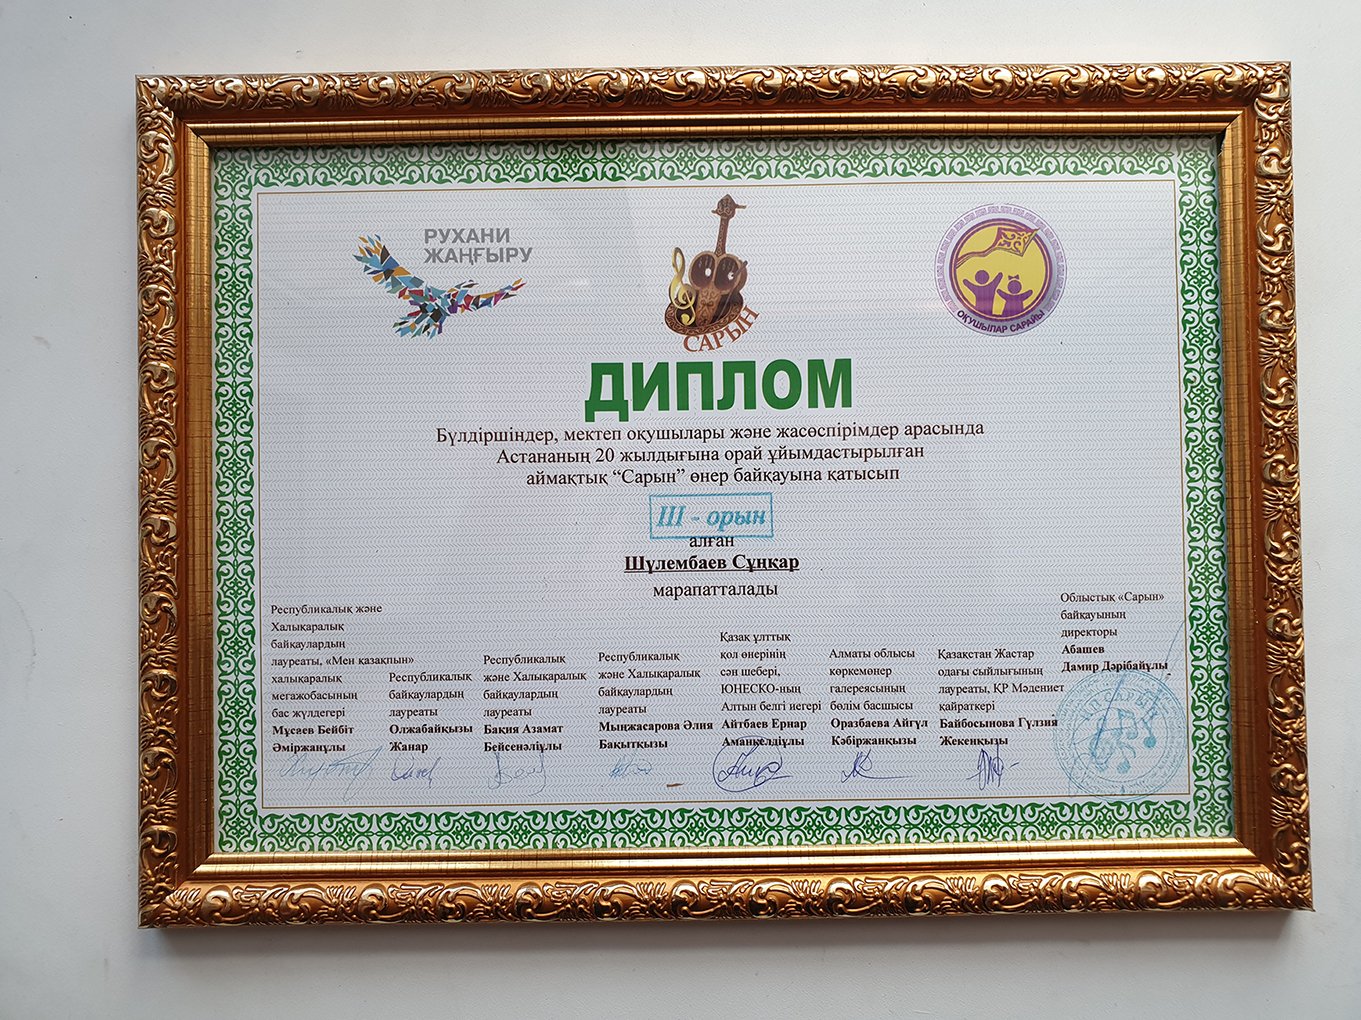 РУХАНИ
ЖАҢҒЫРУ
САРЫН
ОҚУШЫЛАР САРАЙЫ
ДИПЛОМ
Бүлдіршіндер, мектеп оқушылары және жасөспірімдер арасында
Астананың 20 жылдығына орай ұйымдастырылған
аймақтық “Сарын” өнер байқауына қатысып
III - орын
алған
Шүлембаев Сұңкар
марапатталады
Республикалық және
Халықаралық
байқаулардың
лауреаты, «Мен қазақпын»
халықаралық
мегажобасының
бас жүлдегері
Мұсаев Бейбіт
Әміржанұлы
Республикалық
байқаулардың
лауреаты
Олжабайқызы
Жанар
Республикалық
және Халықаралық
байқаулардың
лауреаты
Бақия Азамат
Бейсенәліұлы
Республикалық
және Халықаралық
байқаулардың
лауреаты
Мыңжасарова Әлия
Бақытқызы
Қазақ ұлттық
қол өнерінің
сән шебері,
ЮНЕСКО-ның
Алтын белгі иегері
Айтбаев Ернар
Аманкелдіұлы
Алматы облысы
көркемөнер
галереясының
бөлім басшысы
Оразбаева Айгүл
Кәбіржанқызы
Қазақстан Жастар
одағы сыйлығының
лауреаты, ҚР Мәдениет
қайраткері
Байбосынова Гүлзия
Жекенқызы
Облыстық «Сарын»
байқауының
директоры
Абашев
Дамир Дәрібайұлы